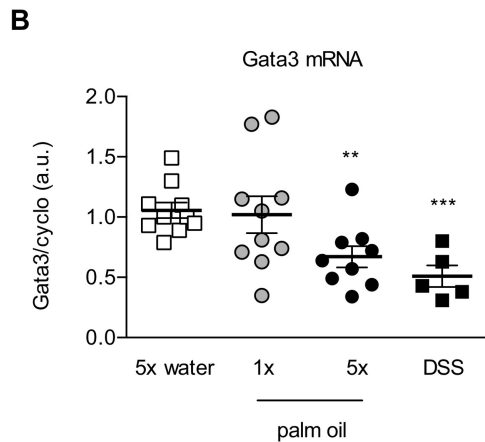 B
Gata3 mRNA
Gata3/cyclo (a.u.)
2.0
1.5
1.0
0.5
0.0
**
***
5x water 1x 5x DSS
palm oil